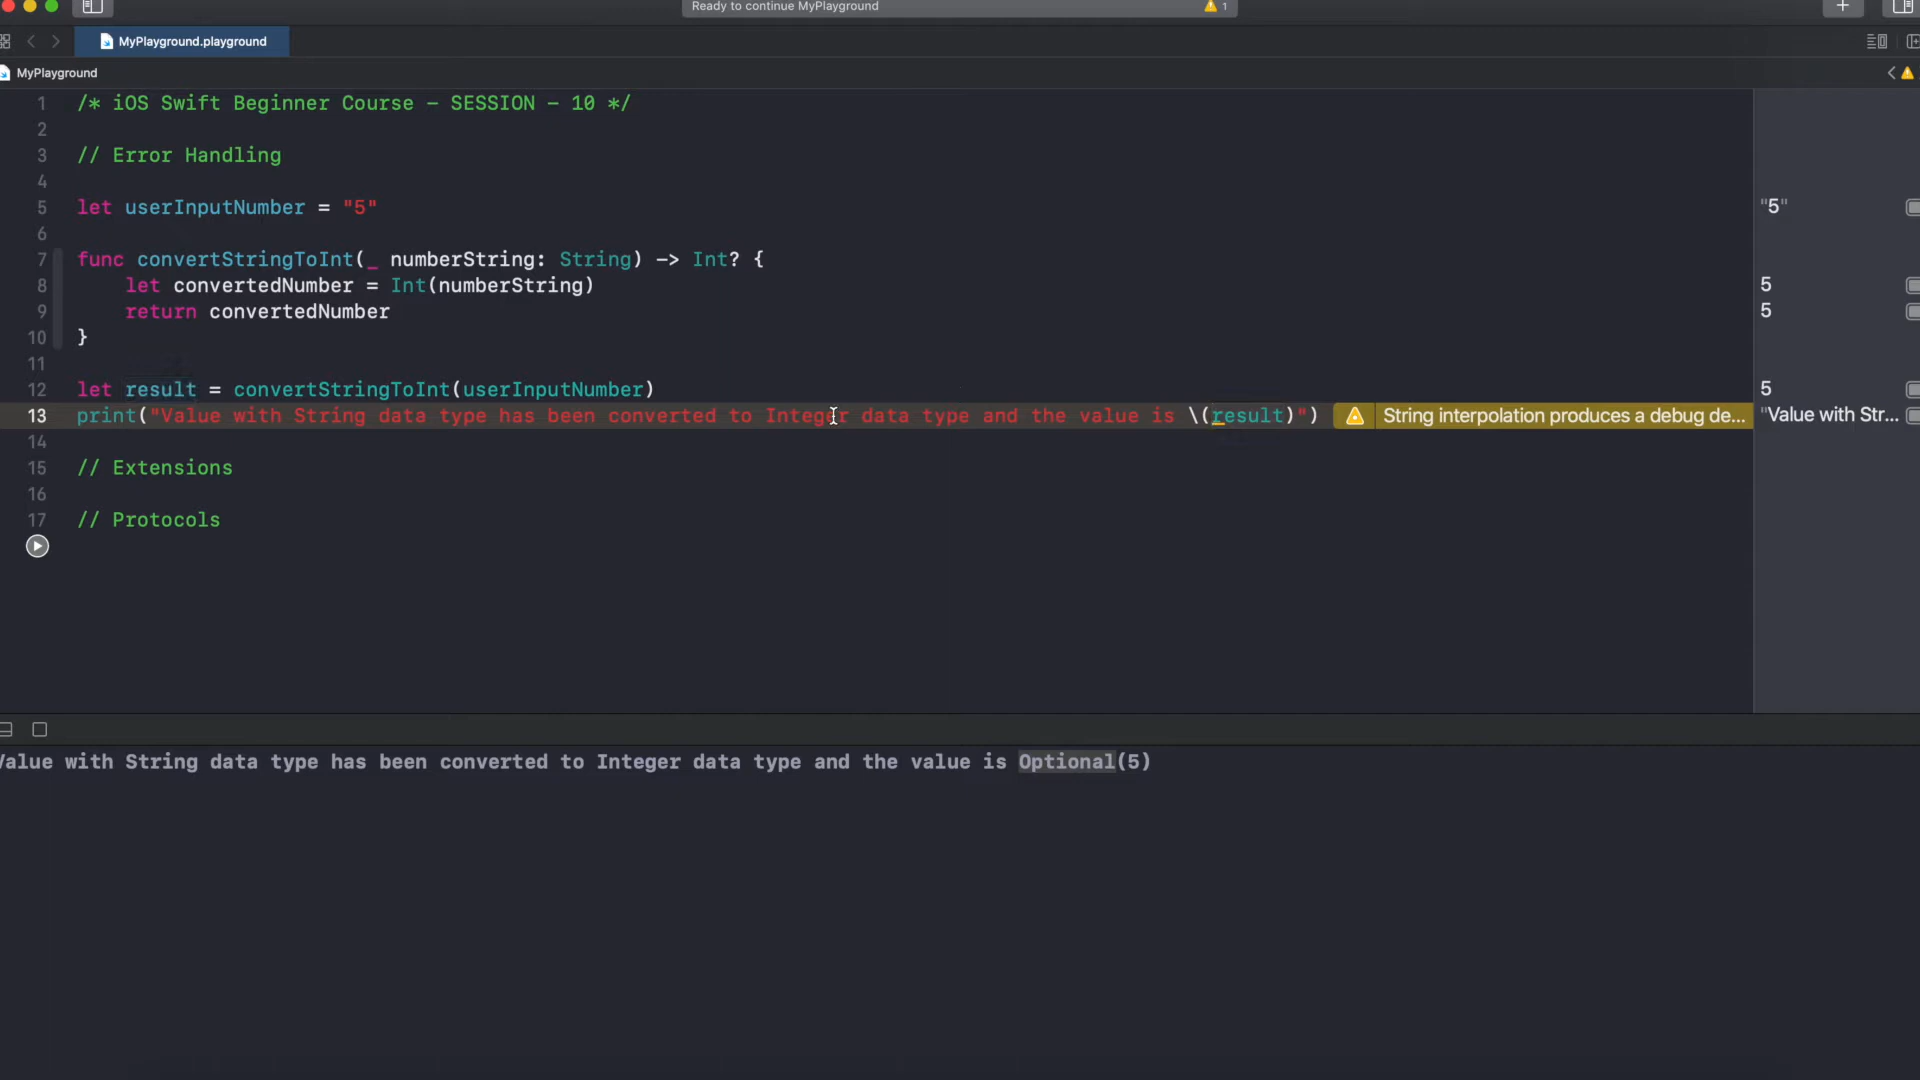 Ready to continue MyPlayground 1
MyPlayground.playground
MyPlayground
1 /* iOS Swift Beginner Course - SESSION - 10 */
2
3 // Error Handling
4
5 let userInputNumber = "5" "5"
6
7 func convertStringToInt(_ numberString: String) -> Int? {
8 let convertedNumber = Int(numberString) 5
9 return convertedNumber 5
10 }
11
12 let result = convertStringToInt(userInputNumber) 5
13 print("Value with String data type has been converted to Integer data type and the value is \(result)") String interpolation produces a debug de... "Value with Str...
14
15 // Extensions
16
17 // Protocols
Value with String data type has been converted to Integer data type and the value is Optional(5)